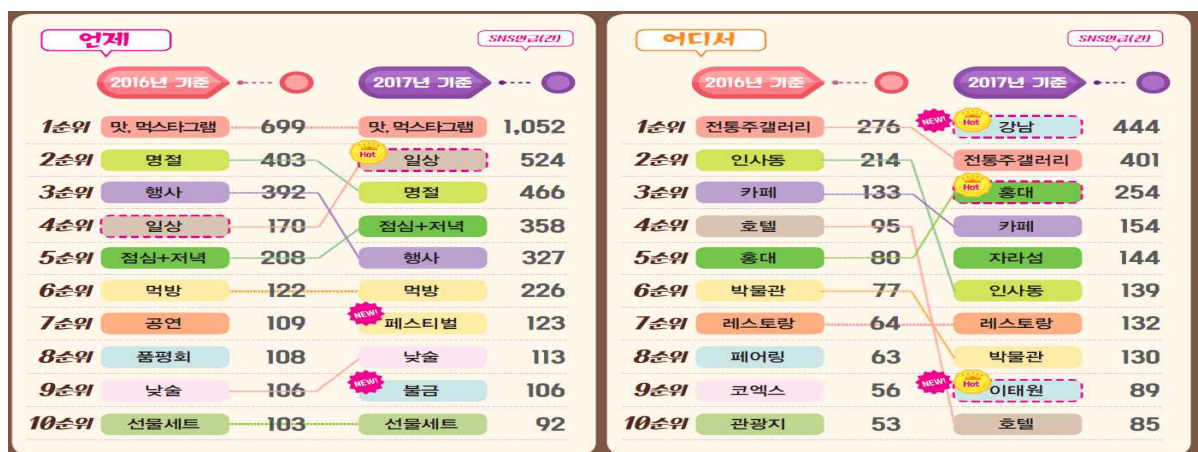 언제
SNS언급(건)
2016년 기준
2017년 기준
1순위 맛, 먹스타그램 699 맛, 먹스타그램 1,052
2순위 명절 403 Hot 일상 524
3순위 행사 392 명절 466
4순위 일상 170 점심+저녁 358
5순위 점심+저녁 208 행사 327
6순위 먹방 122 먹방 226
7순위 공연 109 NEW! 페스티벌 123
8순위 품평회 108 낮술 113
9순위 낮술 106 NEW! 불금 106
10순위 선물세트 103 선물세트 92
어디서
SNS언급(건)
2016년 기준
2017년 기준
1순위 전통주갤러리 276 NEW! Hot 강남 444
2순위 인사동 214 전통주갤러리 401
3순위 카페 133 Hot 홍대 254
4순위 호텔 95 카페 154
5순위 홍대 80 자라섬 144
6순위 박물관 77 인사동 139
7순위 레스토랑 64 레스토랑 132
8순위 페어링 63 박물관 130
9순위 코엑스 56 NEW! Hot 이태원 89
10순위 관광지 53 호텔 85